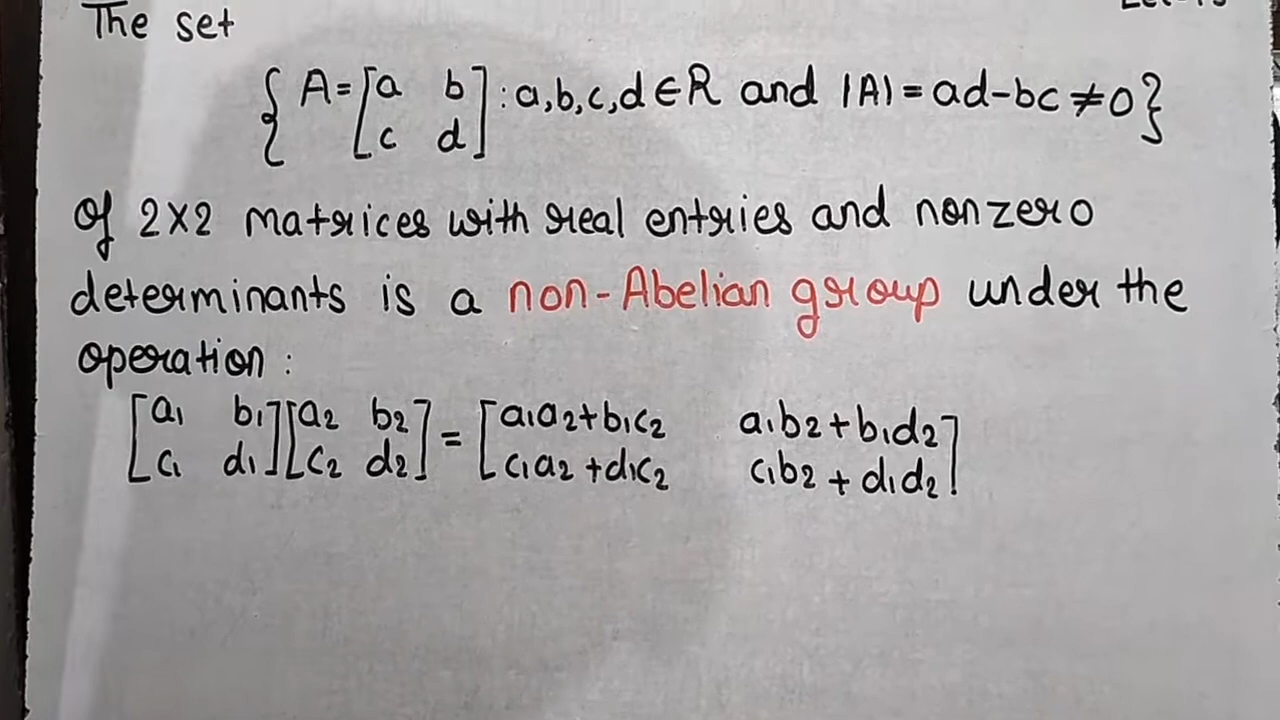 The set
{ A = [a b] : a, b, c, d ∈ R and |A| = ad - bc ≠ 0 }
[c d]
of 2×2 matrices with real entries and nonzero
determinants is a non-Abelian group under the
operation :
[a₁ b₁] [a₂ b₂] = [a₁a₂+b₁c₂ a₁b₂+b₁d₂]
[c₁ d₁] [c₂ d₂] [c₁a₂+d₁c₂ c₁b₂+d₁d₂]